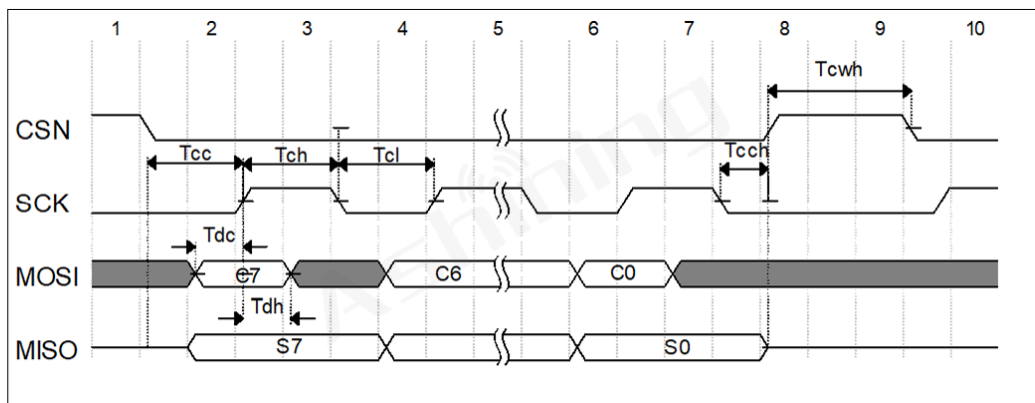 1 2 3 4 5 6 7 8 9 10
Tcwh
CSN
Tcc Tch Tcl Tcch
SCK
Tdc
MOSI C7 C6 C0
Tdh
MISO S7 S0
Ashining